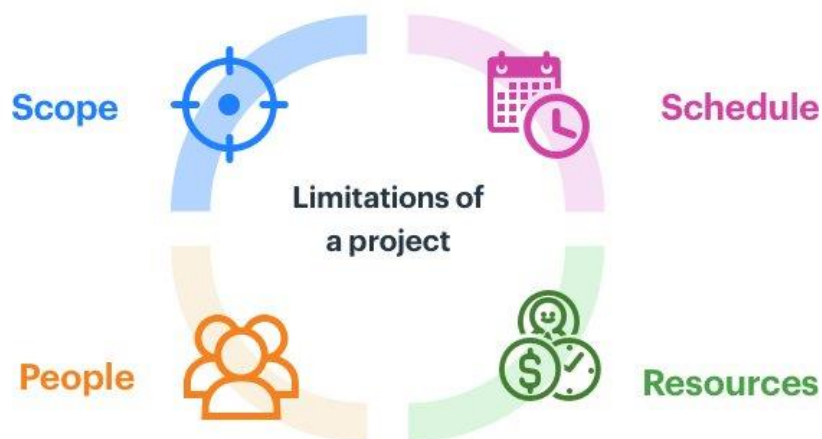 Scope
Schedule
Limitations of
a project
People
Resources
$